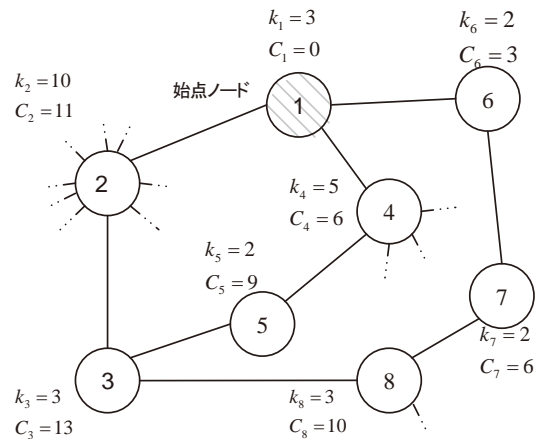 k₁ = 3
C₁ = 0
k₆ = 2
C₆ = 3
k₂ = 10
C₂ = 11
始点ノード
1
6
2
k₄ = 5
C₄ = 6
4
k₅ = 2
C₅ = 9
7
5
k₇ = 2
C₇ = 6
3
8
k₃ = 3
C₃ = 13
k₈ = 3
C₈ = 10